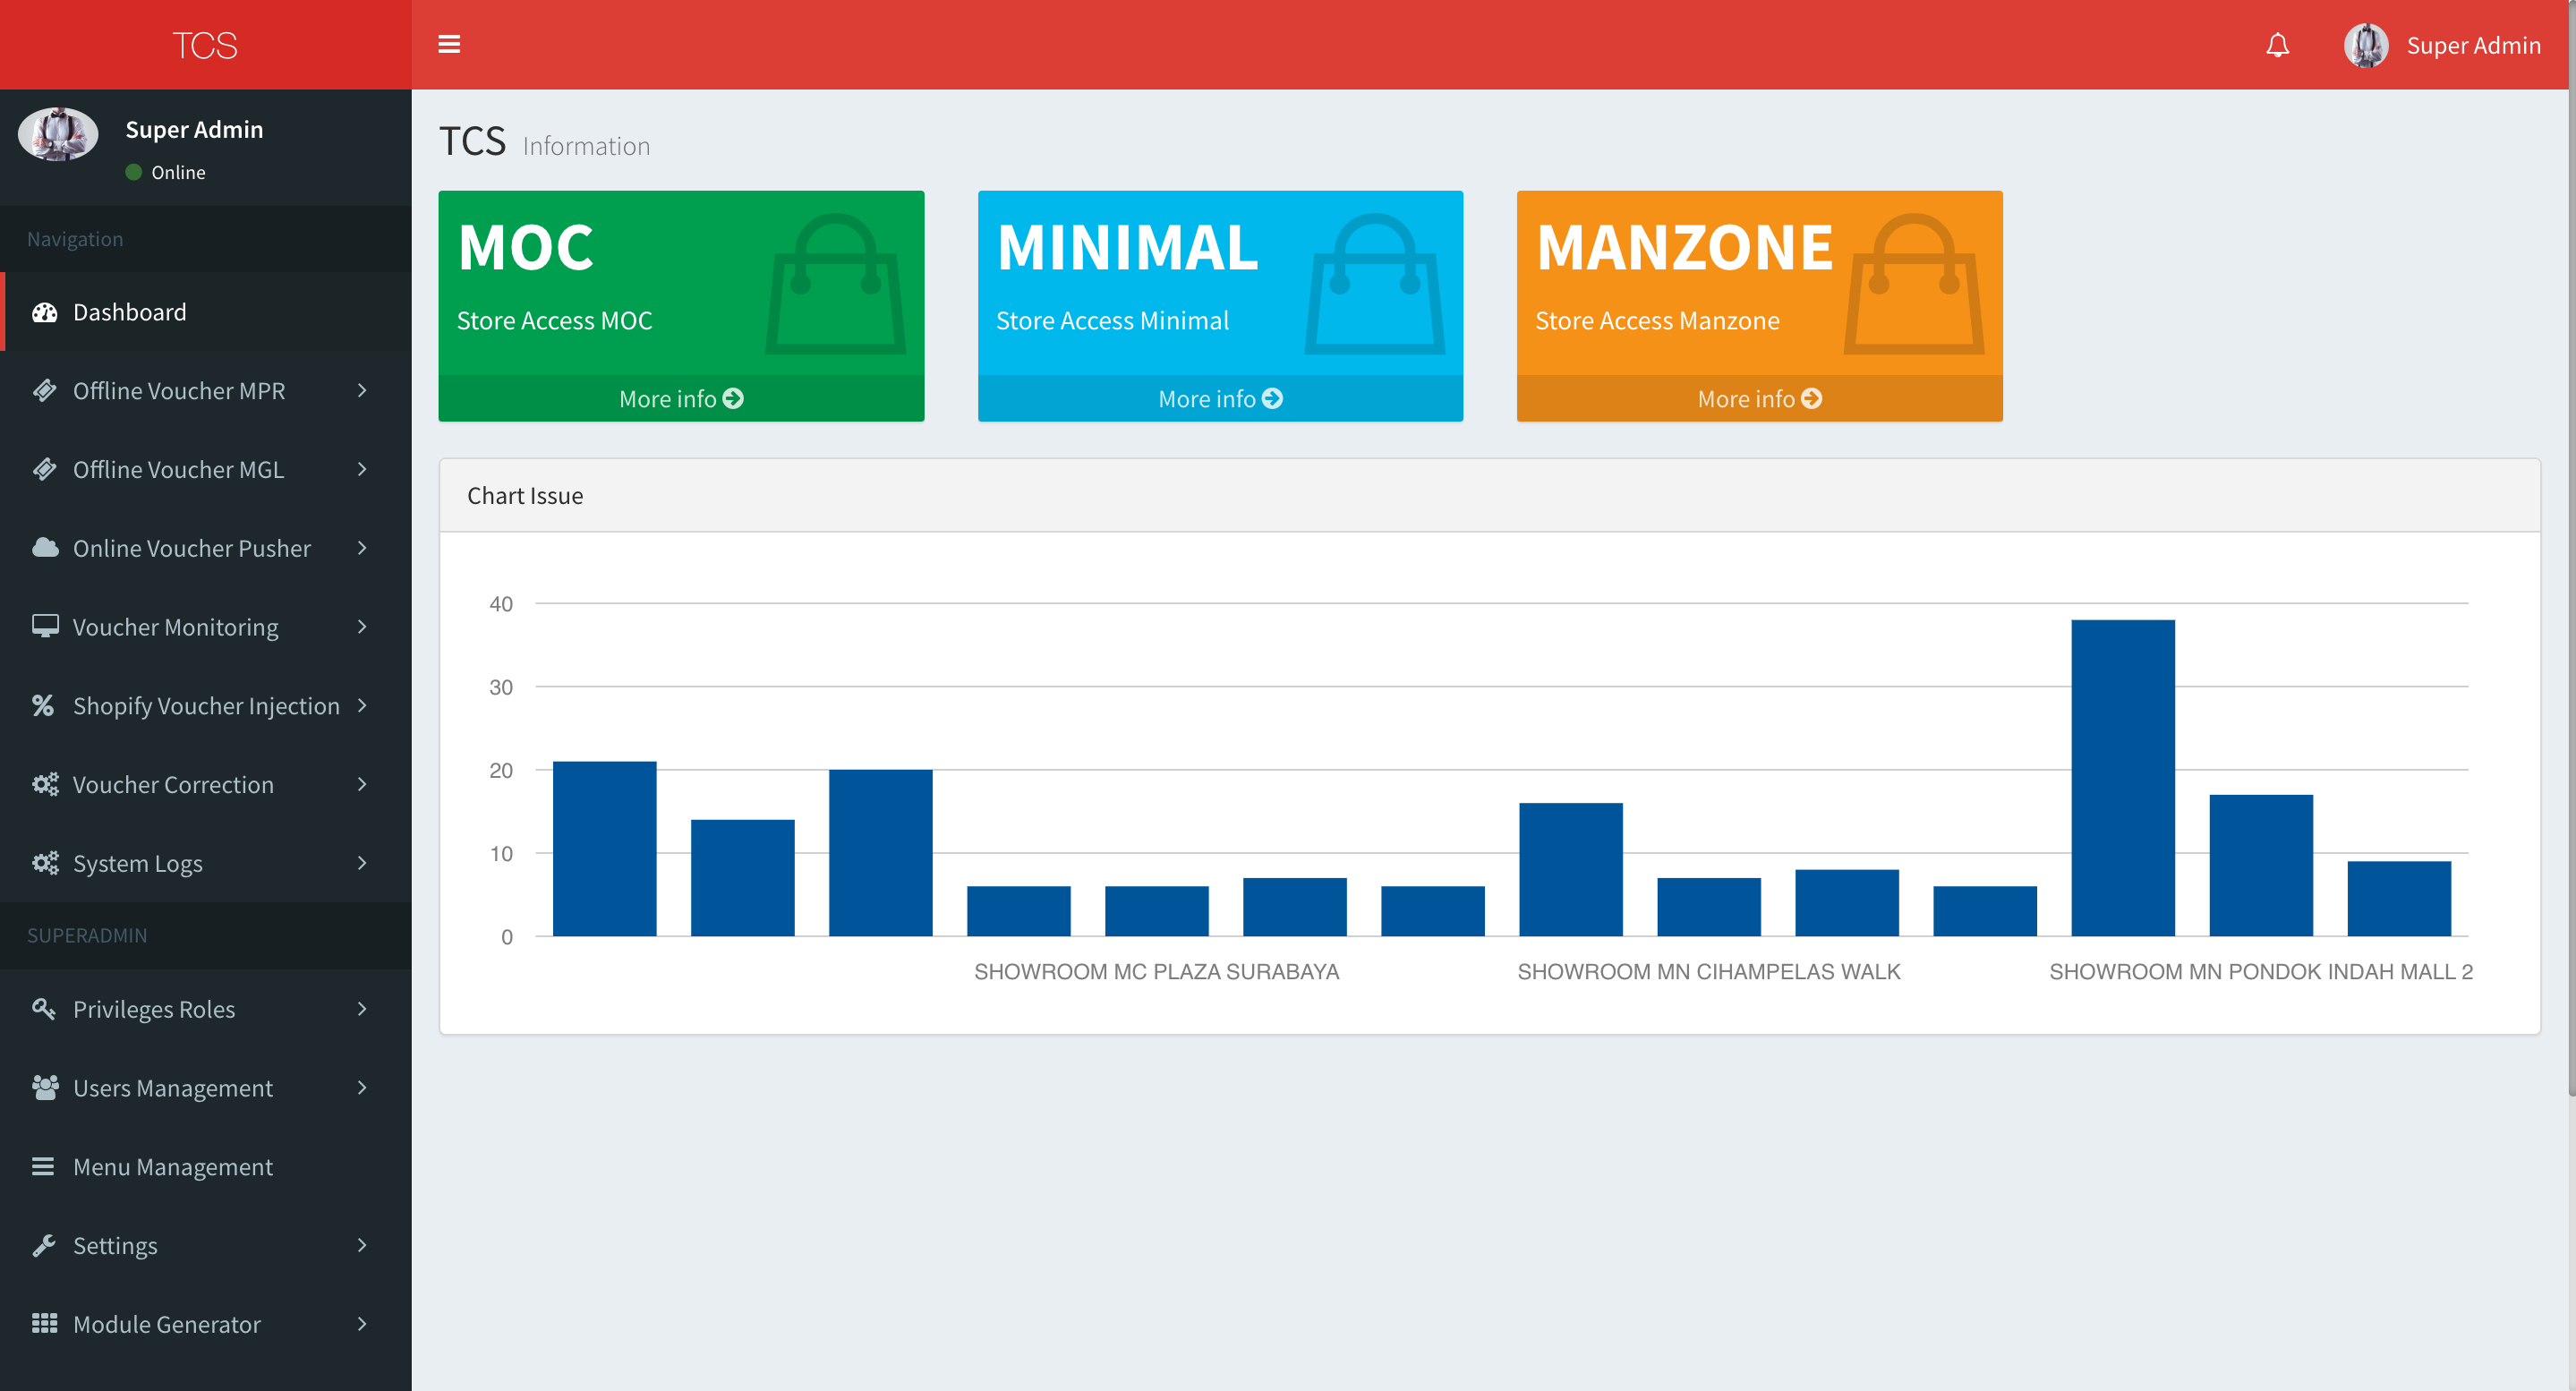 TCS
Super Admin
Super Admin
Online
Navigation
Dashboard
Offline Voucher MPR
Offline Voucher MGL
Online Voucher Pusher
Voucher Monitoring
Shopify Voucher Injection
Voucher Correction
System Logs
SUPERADMIN
Privileges Roles
Users Management
Menu Management
Settings
Module Generator
TCS Information
MOC
Store Access MOC
More info
MINIMAL
Store Access Minimal
More info
MANZONE
Store Access Manzone
More info
Chart Issue
40
30
20
10
0
SHOWROOM MC PLAZA SURABAYA
SHOWROOM MN CIHAMPELAS WALK
SHOWROOM MN PONDOK INDAH MALL 2